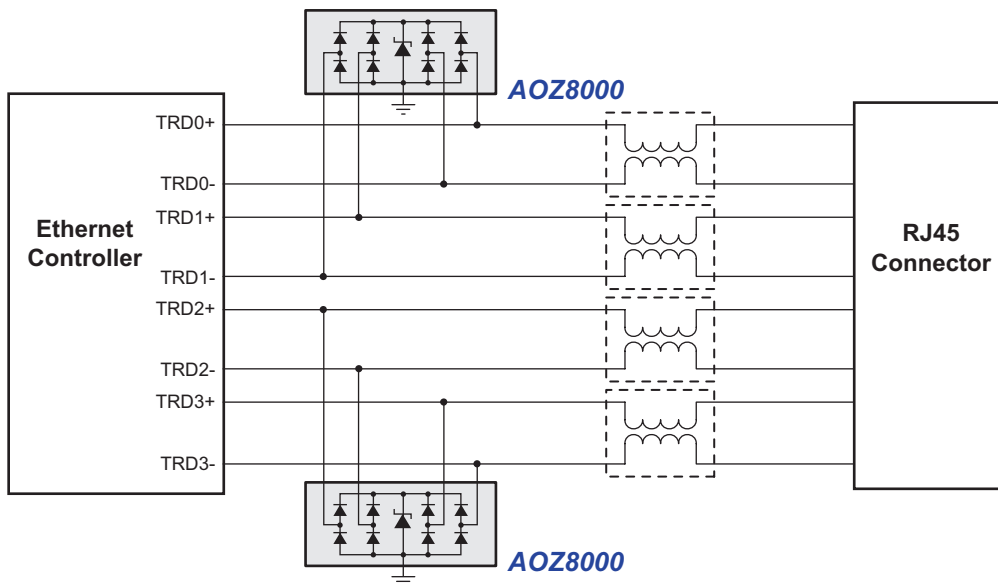 AOZ8000
TRD0+
TRD0-
TRD1+
Ethernet
Controller
RJ45
Connector
TRD1-
TRD2+
TRD2-
TRD3+
TRD3-
AOZ8000